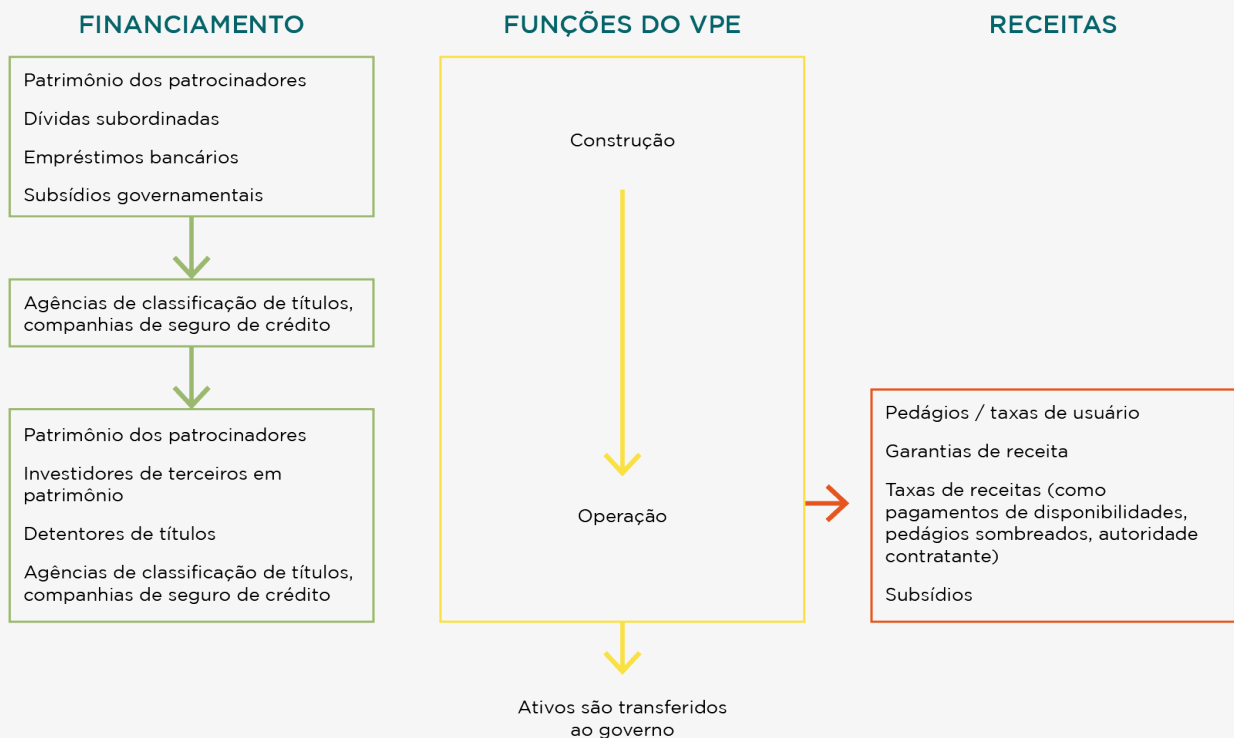 FINANCIAMENTO
Patrimônio dos patrocinadores
Dívidas subordinadas
Empréstimos bancários
Subsídios governamentais
Agências de classificação de títulos,
companhias de seguro de crédito
Patrimônio dos patrocinadores
Investidores de terceiros em
patrimônio
Detentores de títulos
Agências de classificação de títulos,
companhias de seguro de crédito
FUNÇÕES DO VPE
Construção
Operação
Ativos são transferidos
ao governo
RECEITAS
Pedágios / taxas de usuário
Garantias de receita
Taxas de receitas (como
pagamentos de disponibilidades,
pedágios sombreados, autoridade
contratante)
Subsídios